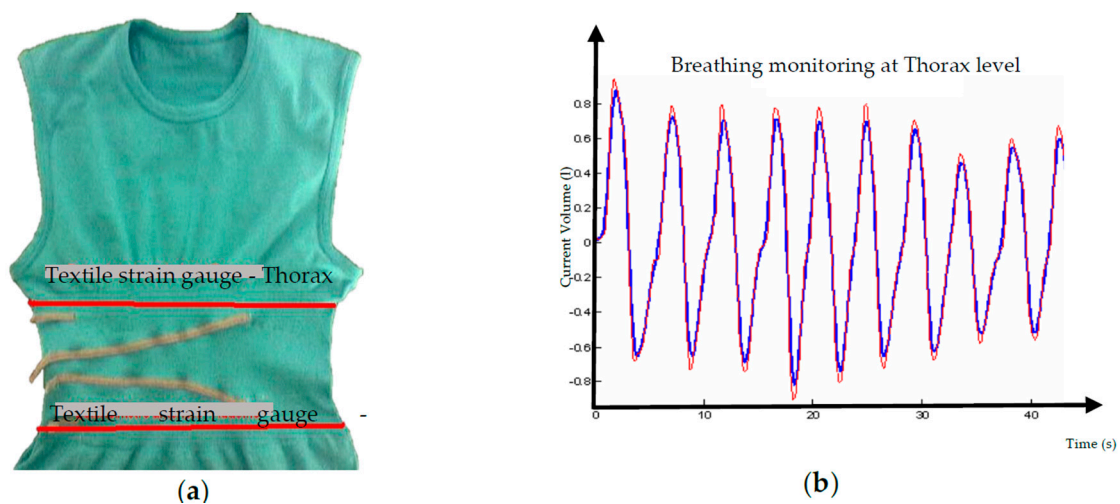 Textile strain gauge - Thorax
Textile strain gauge -
(a)
Breathing monitoring at Thorax level
Current Volume (l)
0.8
0.6
0.4
0.2
0
-0.2
-0.4
-0.6
-0.8
0
10
20
30
40
Time (s)
(b)